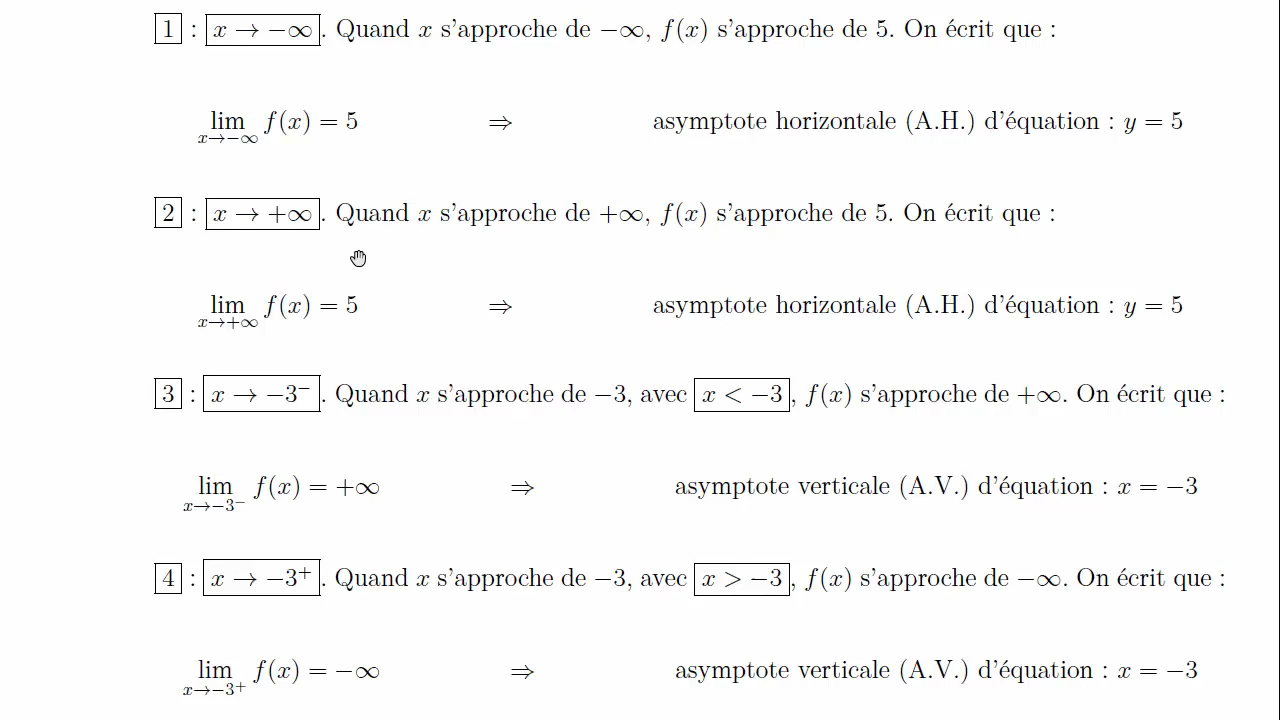 1 : x → −∞. Quand x s'approche de −∞, f(x) s'approche de 5. On écrit que :
lim x→−∞ f(x) = 5 ⇒ asymptote horizontale (A.H.) d'équation : y = 5
2 : x → +∞. Quand x s'approche de +∞, f(x) s'approche de 5. On écrit que :
lim x→+∞ f(x) = 5 ⇒ asymptote horizontale (A.H.) d'équation : y = 5
3 : x → −3⁻. Quand x s'approche de −3, avec x < −3, f(x) s'approche de +∞. On écrit que :
lim x→−3⁻ f(x) = +∞ ⇒ asymptote verticale (A.V.) d'équation : x = −3
4 : x → −3⁺. Quand x s'approche de −3, avec x > −3, f(x) s'approche de −∞. On écrit que :
lim x→−3⁺ f(x) = −∞ ⇒ asymptote verticale (A.V.) d'équation : x = −3